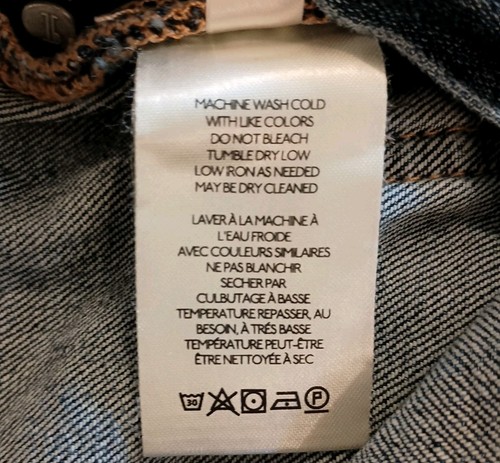 MACHINE WASH COLD
WITH LIKE COLORS
DO NOT BLEACH
TUMBLE DRY LOW
LOW IRON AS NEEDED
MAY BE DRY CLEANED
LAVER À LA MACHINE À
L'EAU FROIDE
AVEC COULEURS SIMILAIRES
NE PAS BLANCHIR
SECHER PAR
CULBUTAGE À BASSE
TEMPERATURE REPASSER, AU
BESOIN, À TRÉS BASSE
TEMPÉRATURE PEUT-ÊTRE
ÊTRE NETTOYÉE À SEC
30 P